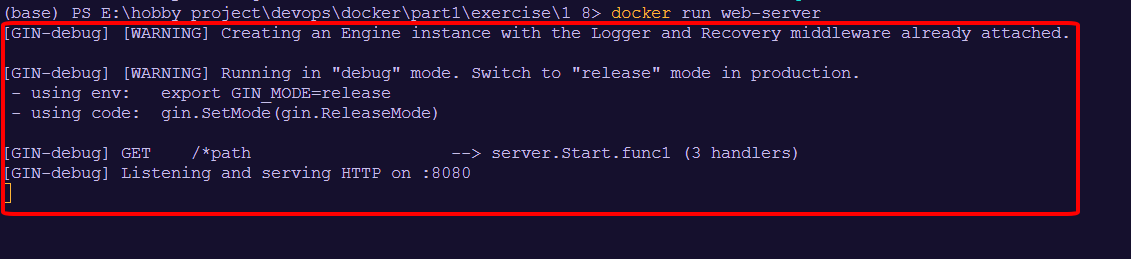 (base) PS E:\hobby project\devops\docker\part1\exercise\1 8> docker run web-server
[GIN-debug] [WARNING] Creating an Engine instance with the Logger and Recovery middleware already attached.
[GIN-debug] [WARNING] Running in "debug" mode. Switch to "release" mode in production.
- using env:   export GIN_MODE=release
- using code:  gin.SetMode(gin.ReleaseMode)
[GIN-debug] GET    /*path                    --> server.Start.func1 (3 handlers)
[GIN-debug] Listening and serving HTTP on :8080